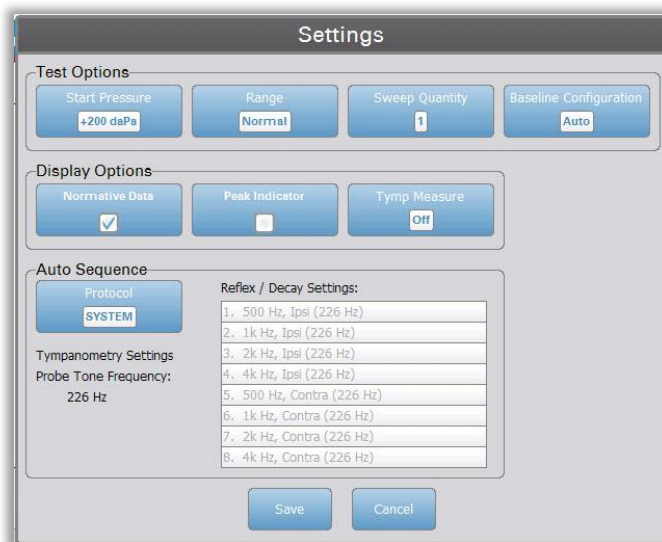 Settings
Test Options
Start Pressure
+200 daPa
Range
Normal
Sweep Quantity
1
Baseline Configuration
Auto
Display Options
Normative Data
Peak Indicator
Tymp Measure
Off
Auto Sequence
Protocol
SYSTEM
Tympanometry Settings
Probe Tone Frequency:
226 Hz
Reflex / Decay Settings:
1. 500 Hz, Ipsi (226 Hz)
2. 1k Hz, Ipsi (226 Hz)
3. 2k Hz, Ipsi (226 Hz)
4. 4k Hz, Ipsi (226 Hz)
5. 500 Hz, Contra (226 Hz)
6. 1k Hz, Contra (226 Hz)
7. 2k Hz, Contra (226 Hz)
8. 4k Hz, Contra (226 Hz)
Save
Cancel